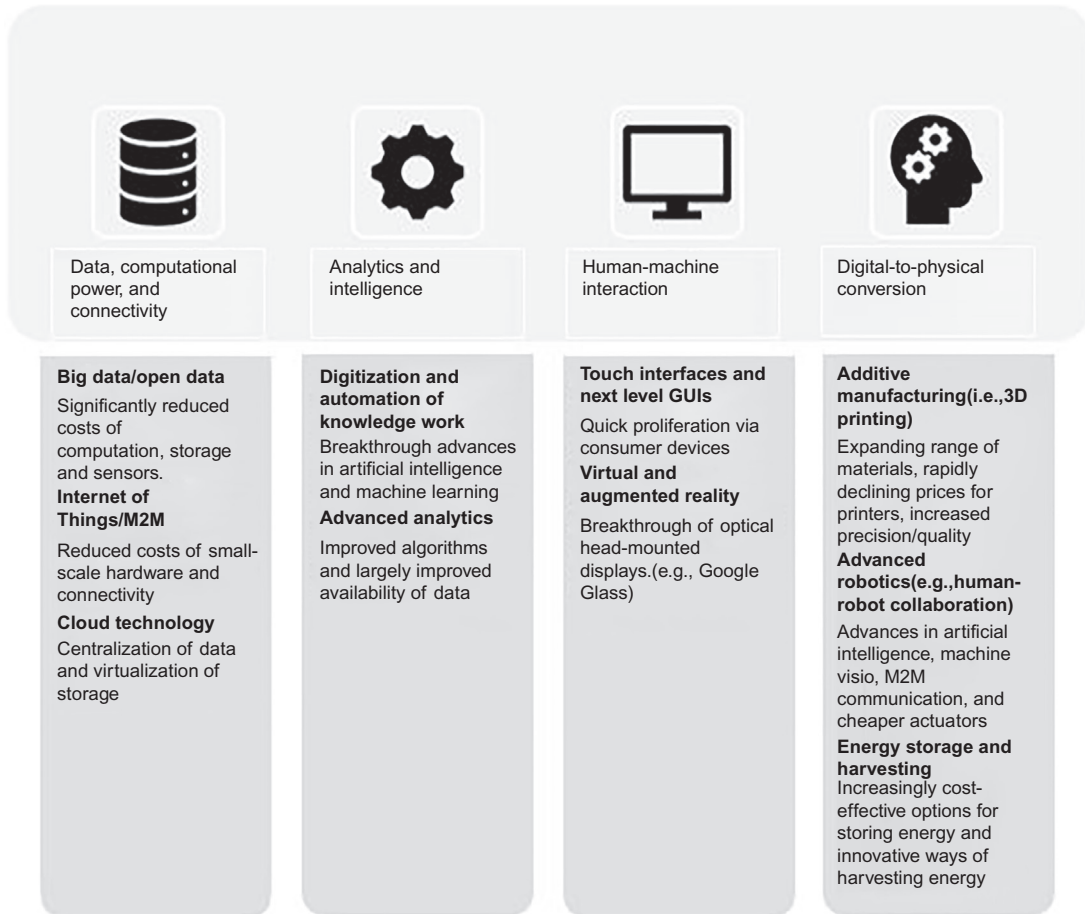 Data, computational
power, and
connectivity
Analytics and
intelligence
Human-machine
interaction
Digital-to-physical
conversion
Big data/open data
Significantly reduced
costs of
computation, storage
and sensors.
Internet of
Things/M2M
Reduced costs of small-
scale hardware and
connectivity
Cloud technology
Centralization of data
and virtualization of
storage
Digitization and
automation of
knowledge work
Breakthrough advances
in artificial intelligence
and machine learning
Advanced analytics
Improved algorithms
and largely improved
availability of data
Touch interfaces and
next level GUIs
Quick proliferation via
consumer devices
Virtual and
augmented reality
Breakthrough of optical
head-mounted
displays.(e.g., Google
Glass)
Additive
manufacturing(i.e.,3D
printing)
Expanding range of
materials, rapidly
declining prices for
printers, increased
precision/quality
Advanced
robotics(e.g.,human-
robot collaboration)
Advances in artificial
intelligence, machine
visio, M2M
communication, and
cheaper actuators
Energy storage and
harvesting
Increasingly cost-
effective options for
storing energy and
innovative ways of
harvesting energy